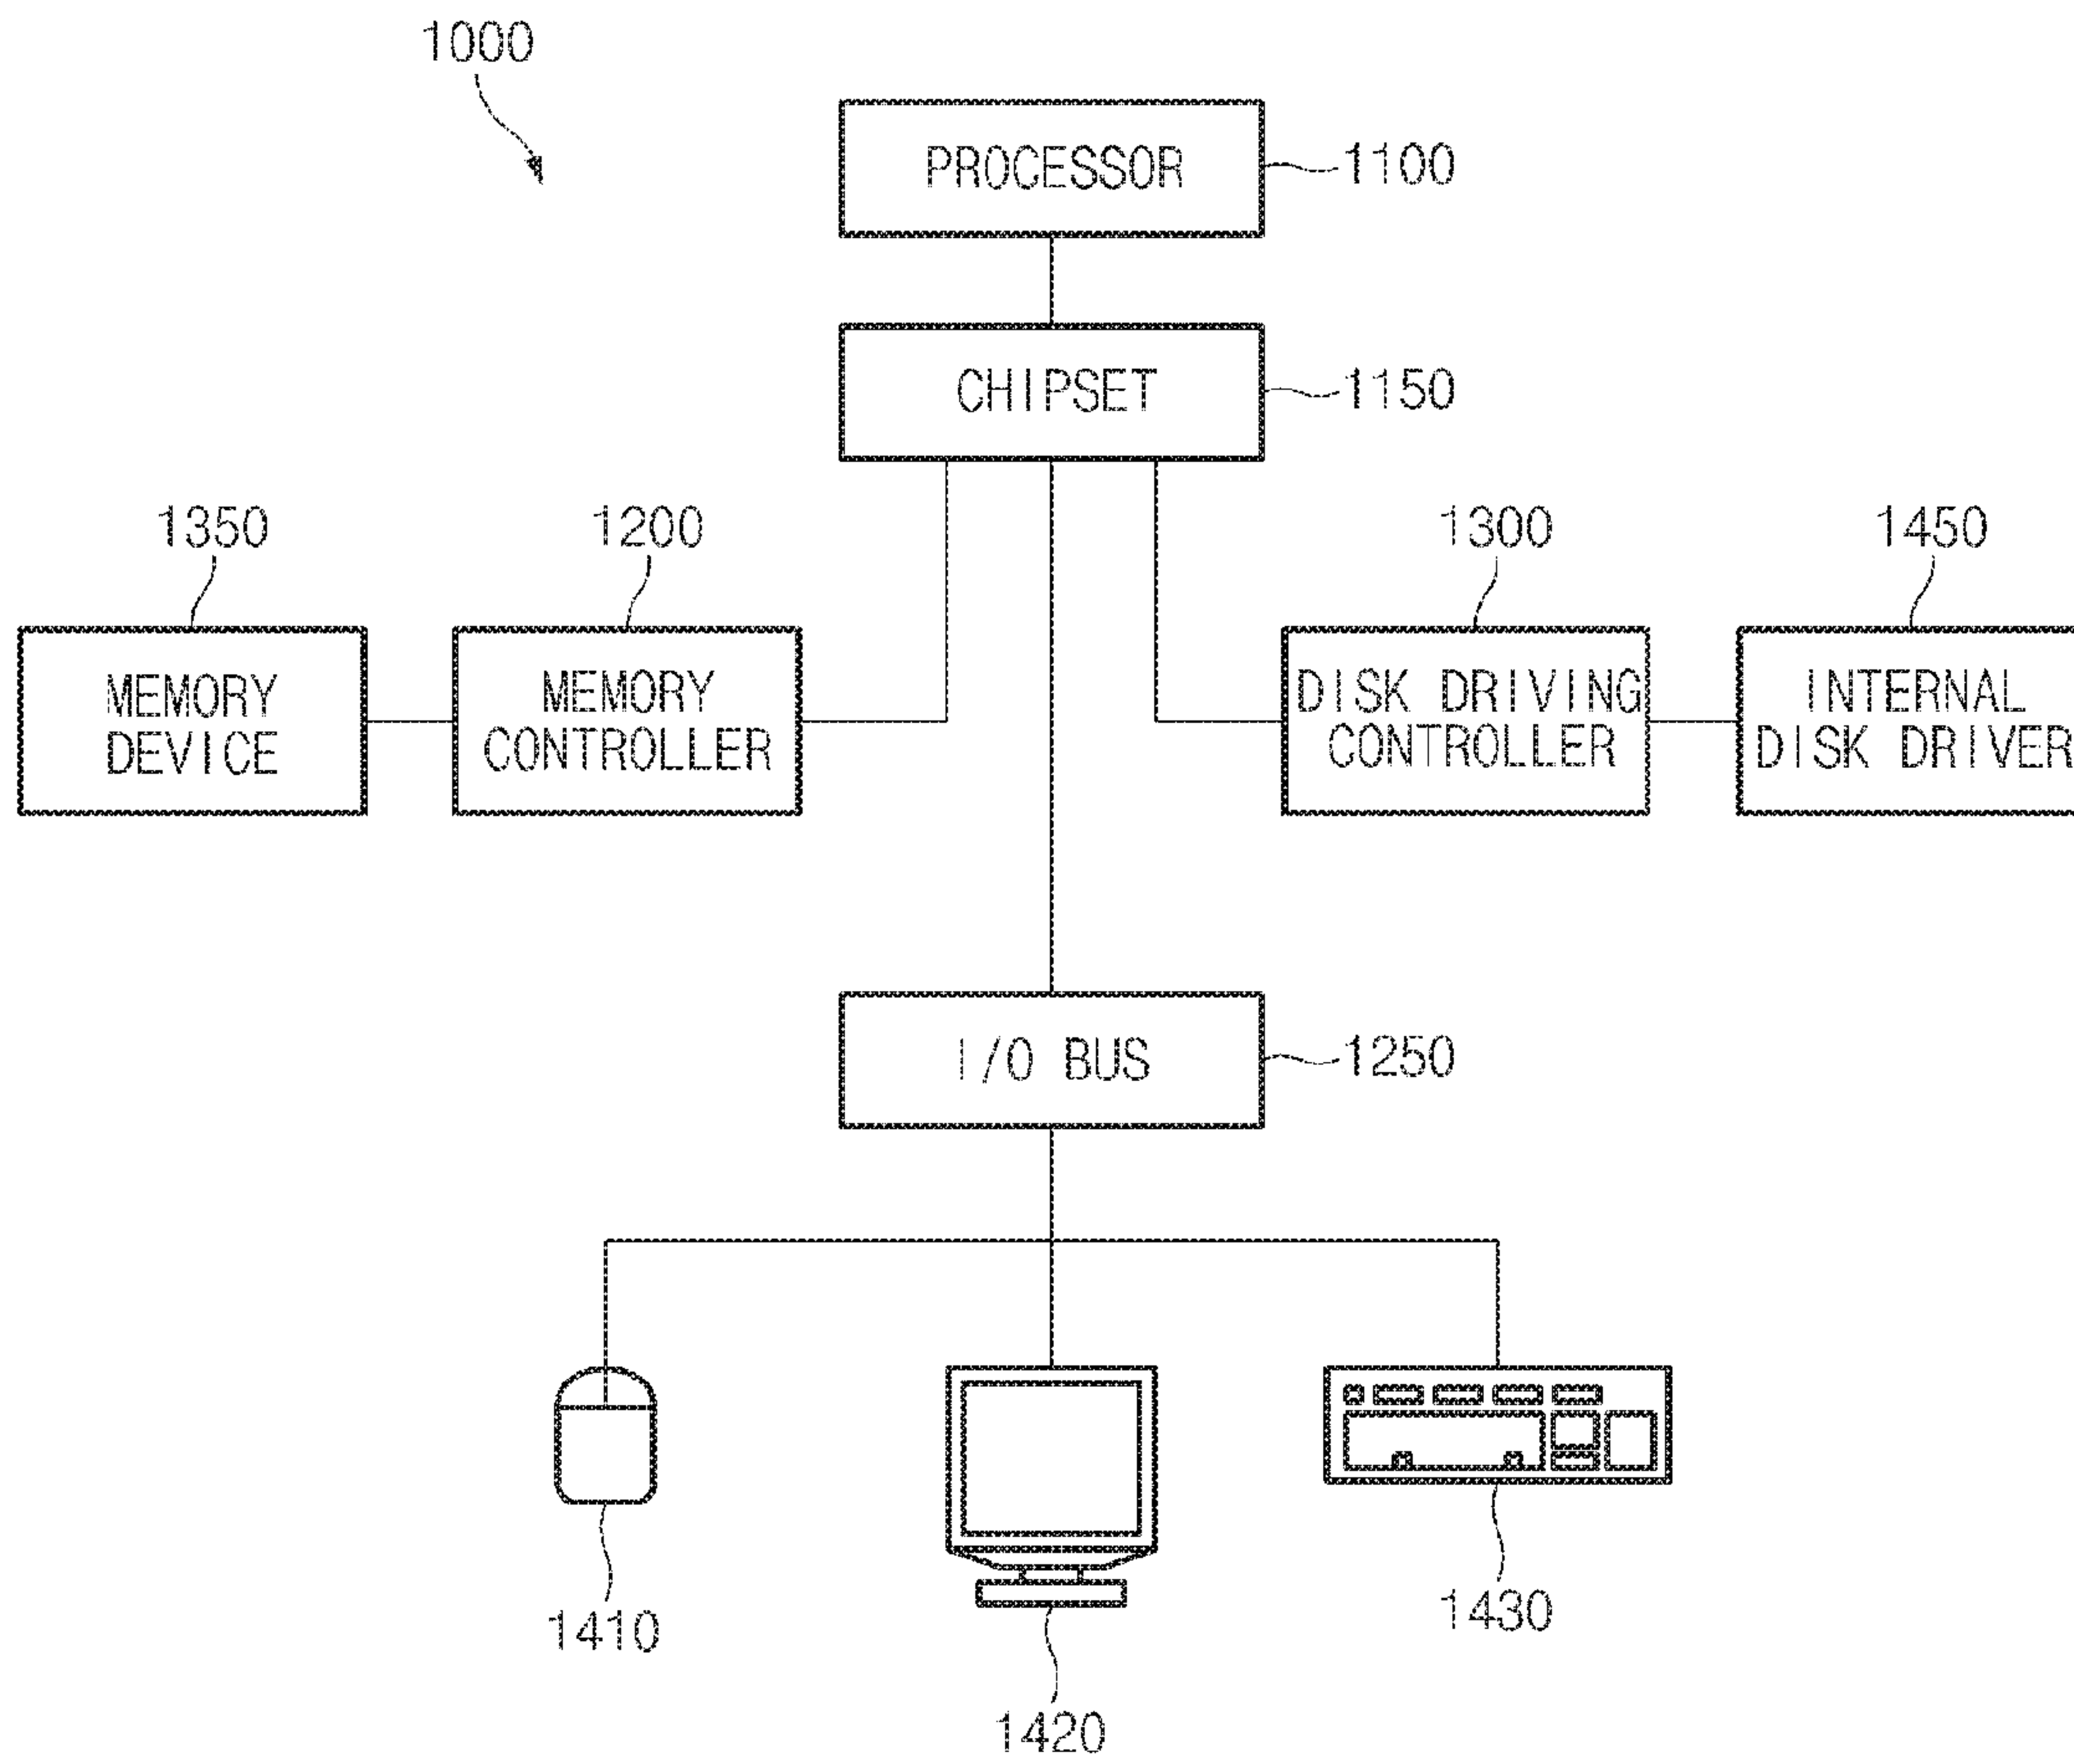 1000
PROCESSOR
1100
CHIPSET
1150
1350
1200
1300
1450
MEMORY
DEVICE
MEMORY
CONTROLLER
DISK DRIVING
CONTROLLER
INTERNAL
DISK DRIVER
I/O BUS
1250
1410
1420
1430